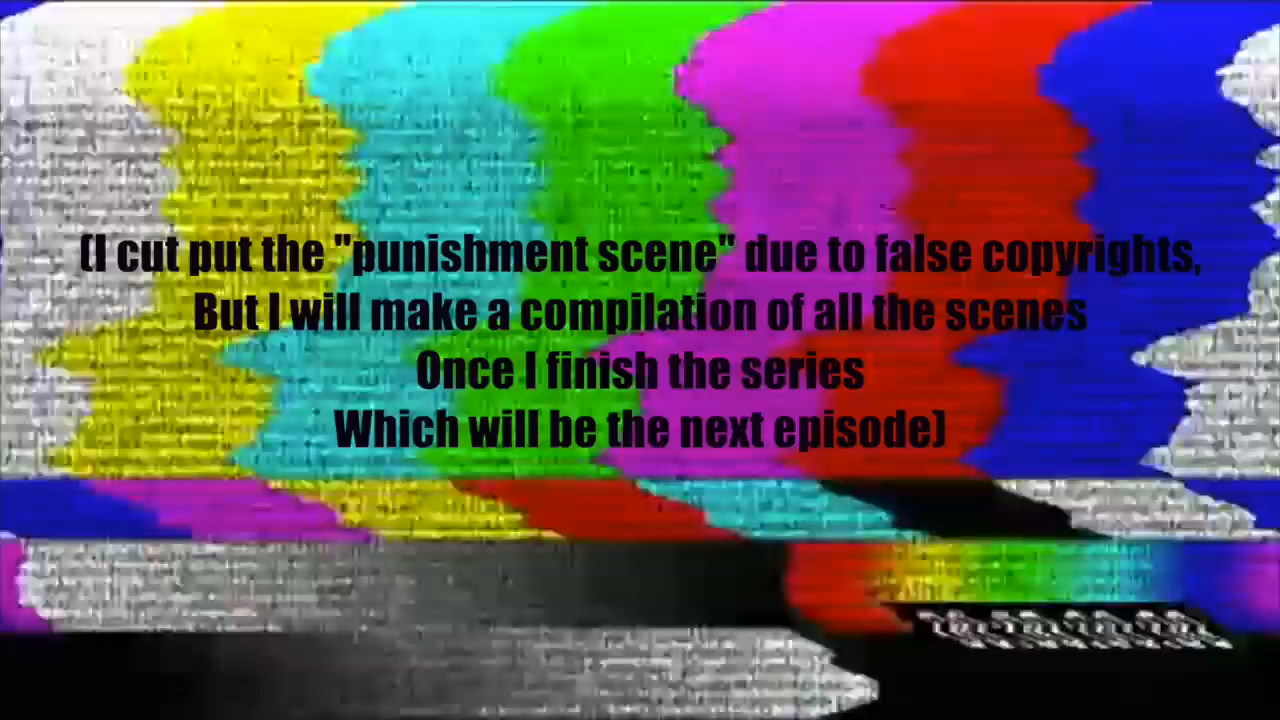 (I cut put the "punishment scene" due to false copyrights,
But I will make a compilation of all the scenes
Once I finish the series
Which will be the next episode)